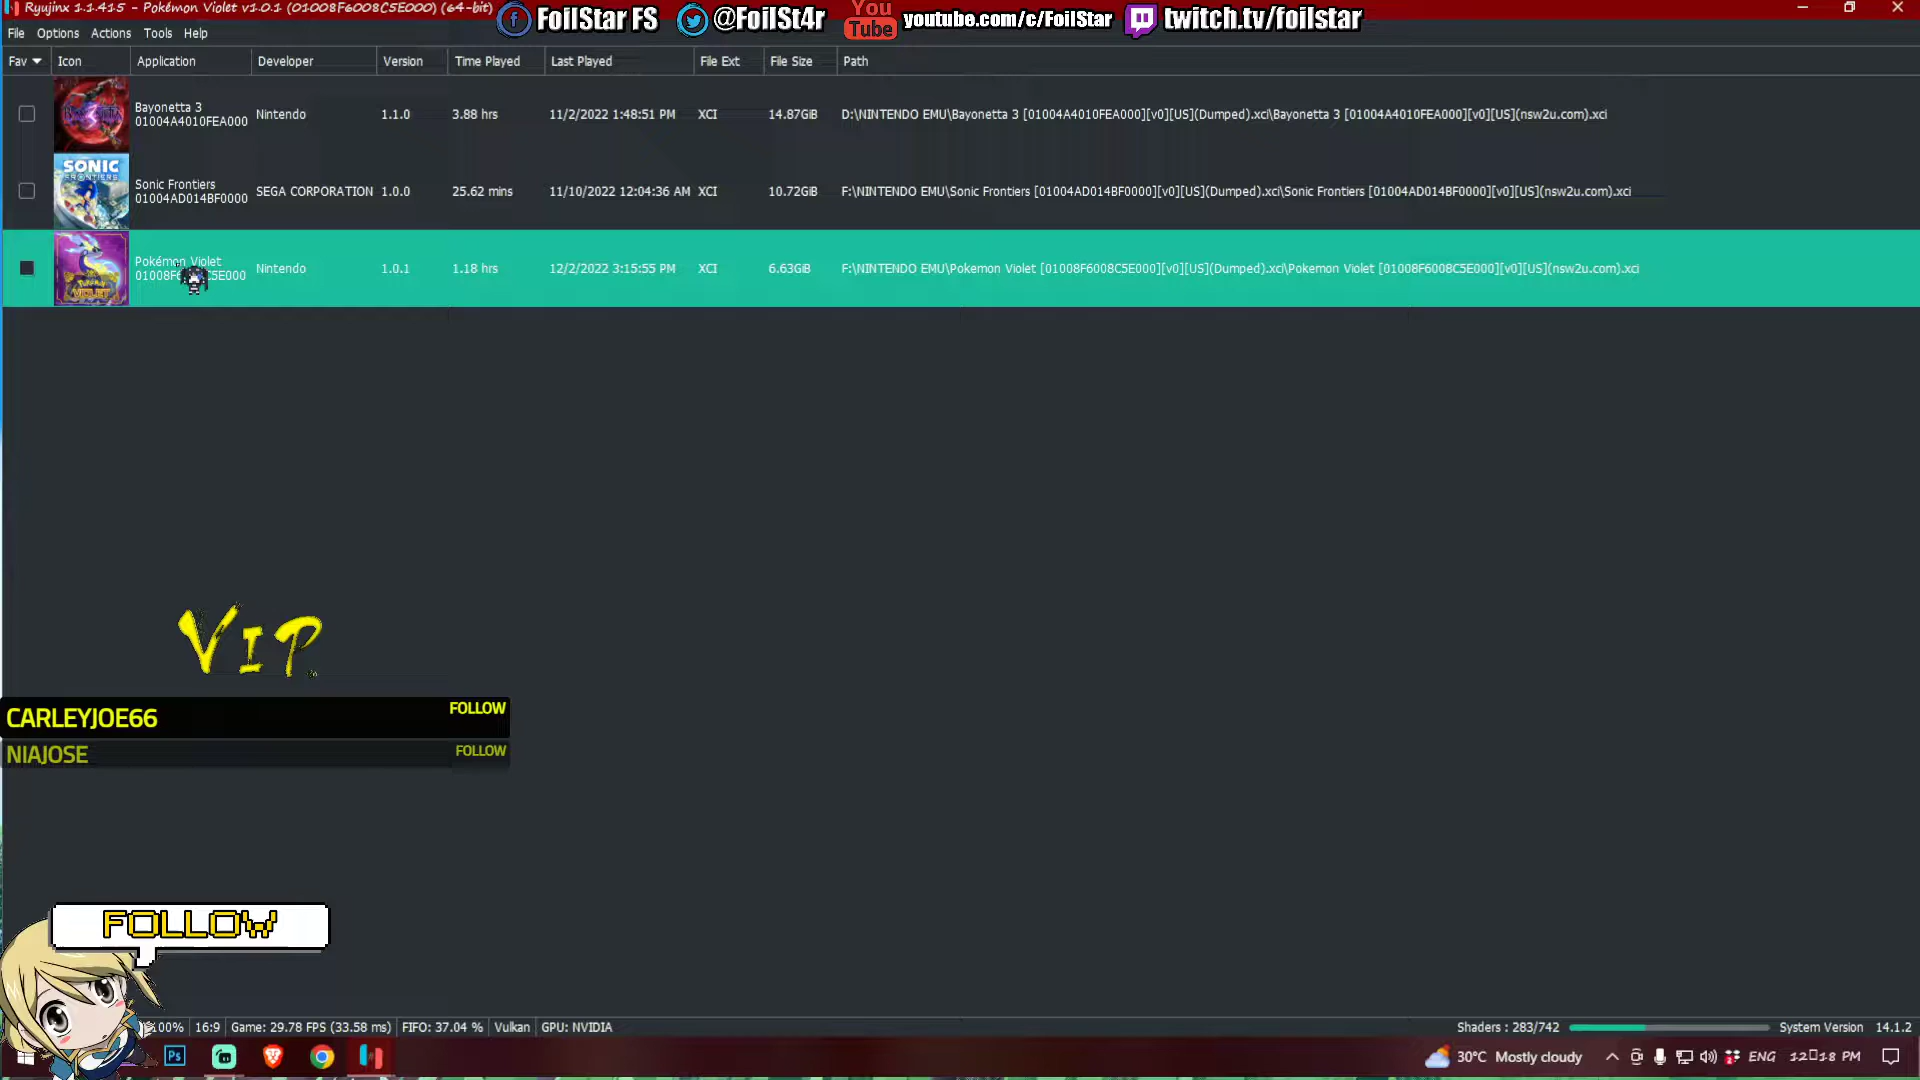 Ryujinx 1.1.415 - Pokémon Violet v1.0.1 (01008F6008C5E000) (64-bit)
FoilStar FS
@FoilSt4r
You
Tube
youtube.com/c/FoilStar
twitch.tv/foilstar
File Options Actions Tools Help
Fav Icon Application Developer Version Time Played Last Played File Ext File Size Path
Bayonetta 3
01004A4010FEA000
Nintendo 1.1.0 3.88 hrs 11/2/2022 1:48:51 PM XCI 14.87GiB D:\NINTENDO EMU\Bayonetta 3 [01004A4010FEA000][v0][US](Dumped).xci\Bayonetta 3 [01004A4010FEA000][v0][US](nsw2u.com).xci
SONIC
FRONTIERS
Sonic Frontiers
01004AD014BF0000
SEGA CORPORATION 1.0.0 25.62 mins 11/10/2022 12:04:36 AM XCI 10.72GiB F:\NINTENDO EMU\Sonic Frontiers [01004AD014BF0000][v0][US](Dumped).xci\Sonic Frontiers [01004AD014BF0000][v0][US](nsw2u.com).xci
VIOLET
Pokémon Violet
Nintendo 1.0.1 1.18 hrs 12/2/2022 3:15:55 PM XCI 6.63GiB F:\NINTENDO EMU\Pokemon Violet [01008F6008C5E000][v0][US](Dumped).xci\Pokemon Violet [01008F6008C5E000][v0][US](nsw2u.com).xci
VIP
CARLEYJOE66 FOLLOW
NIAJOSE FOLLOW
FOLLOW
100% 16:9 Game: 29.78 FPS (33.58 ms) FIFO: 37.04 % Vulkan GPU: NVIDIA
Shaders : 283/742 System Version 14.1.2
Ps
30°C Mostly cloudy ENG 12 18 PM